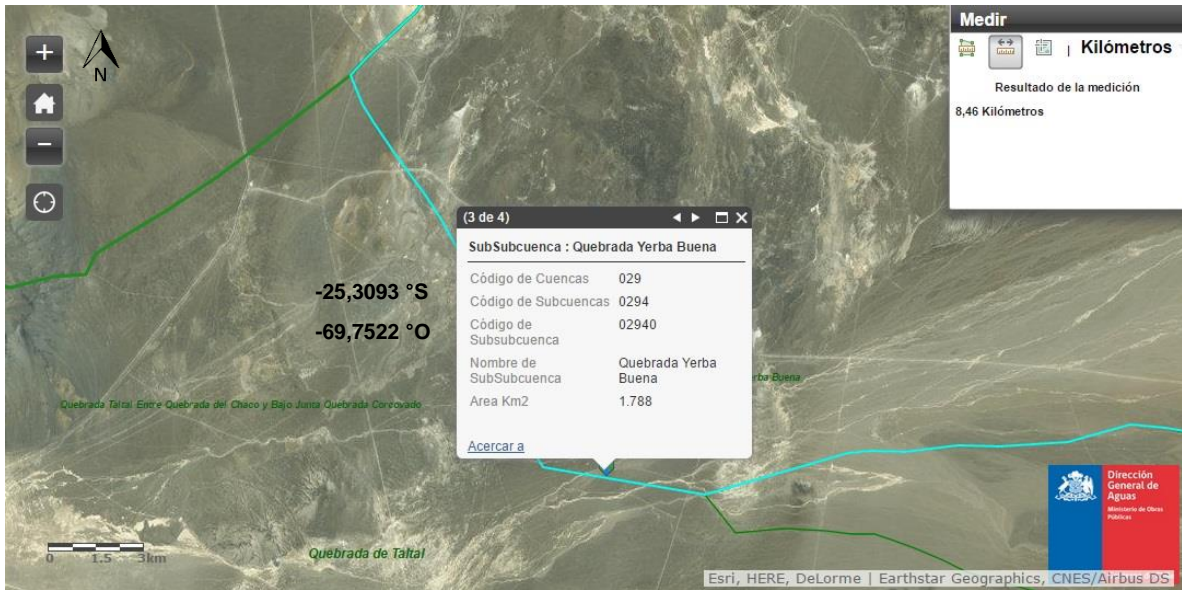 +
N
−
Medir
| Kilómetros
Resultado de la medición
8,46 Kilómetros
(3 de 4)
SubSubcuenca : Quebrada Yerba Buena
Código de Cuencas 029
Código de Subcuencas 0294
Código de Subsubcuenca 02940
Nombre de SubSubcuenca Quebrada Yerba Buena
Area Km2 1.788
Acercar a
-25,3093 °S
-69,7522 °O
rba Buena
Quebrada Taltal Entre Quebrada del Chaco y Bajo Junta Quebrada Corcovado
Quebrada de Taltal
0 1.5 3km
Dirección
General de
Aguas
Ministerio de Obras
Públicas
Esri, HERE, DeLorme | Earthstar Geographics, CNES/Airbus DS